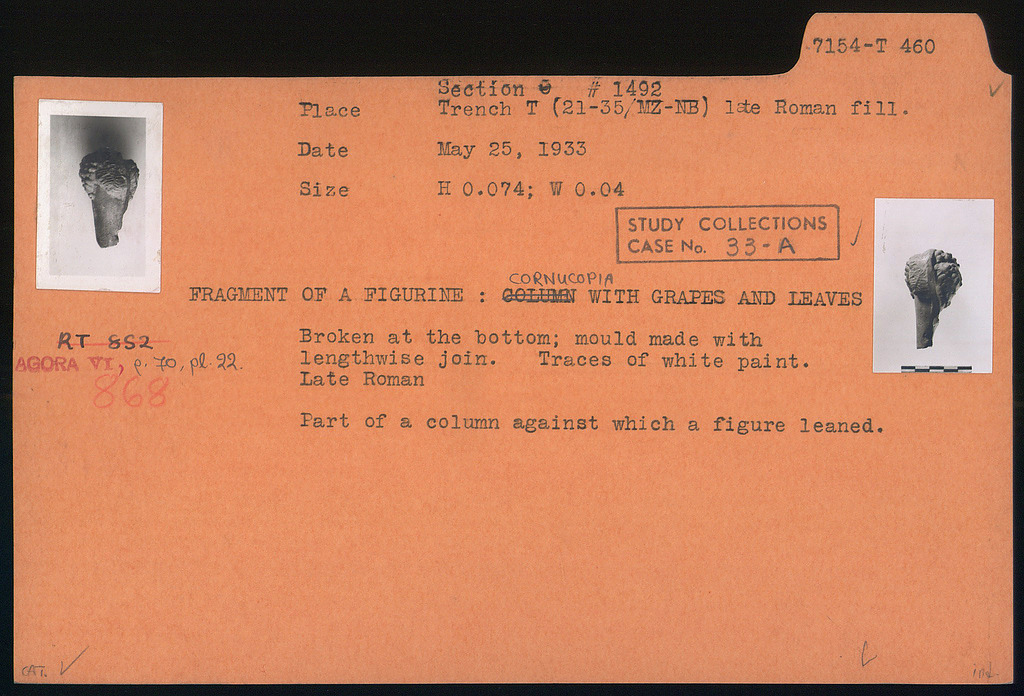 7154-T 460
Section Θ # 1492
Place Trench T (21-35/MZ-NB) late Roman fill.
Date May 25, 1933
Size H 0.074; W 0.04
STUDY COLLECTIONS
CASE No. 33-A
CORNUCOPIA
FRAGMENT OF A FIGURINE : COLUMN WITH GRAPES AND LEAVES
Broken at the bottom; mould made with
RT 852
lengthwise join. Traces of white paint.
AGORA VI, p. 70, pl. 22.
868
Late Roman
Part of a column against which a figure leaned.
CAT.